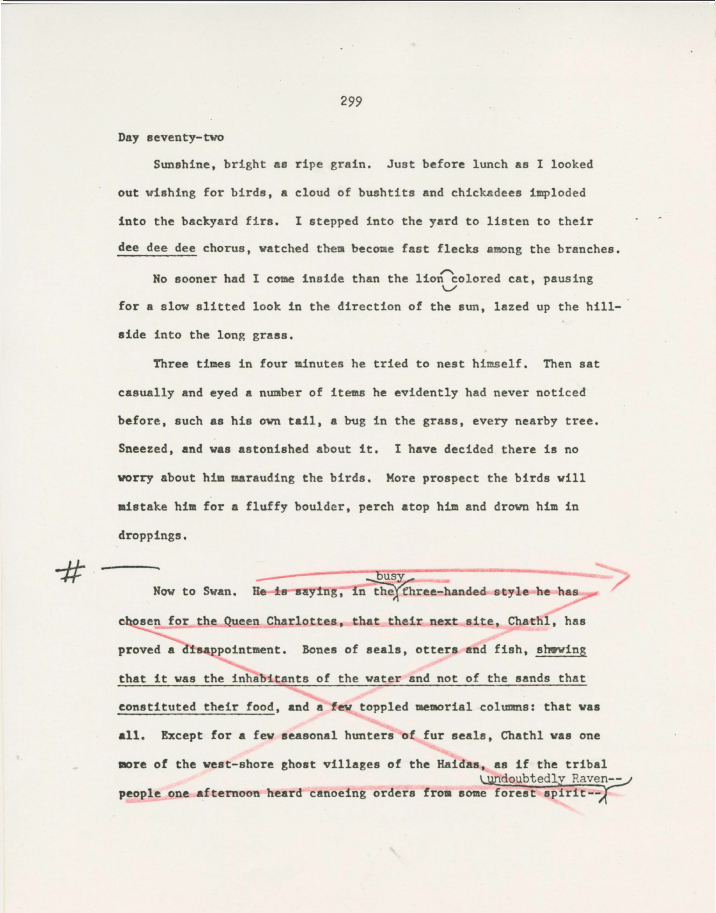 299
Day seventy-two
Sunshine, bright as ripe grain. Just before lunch as I looked
out wishing for birds, a cloud of bushtits and chickadees imploded
into the backyard firs. I stepped into the yard to listen to their
dee dee dee chorus, watched them become fast flecks among the branches.
No sooner had I come inside than the lion colored cat, pausing
for a slow slitted look in the direction of the sun, lazed up the hill-
side into the long grass.
Three times in four minutes he tried to nest himself. Then sat
casually and eyed a number of items he evidently had never noticed
before, such as his own tail, a bug in the grass, every nearby tree.
Sneezed, and was astonished about it. I have decided there is no
worry about him marauding the birds. More prospect the birds will
mistake him for a fluffy boulder, perch atop him and drown him in
droppings.
#
busy
Now to Swan. He is saying, in the three-handed style he has
chosen for the Queen Charlottes, that their next site, Chathl, has
proved a disappointment. Bones of seals, otters and fish, showing
that it was the inhabitants of the water and not of the sands that
constituted their food, and a few toppled memorial columns: that was
all. Except for a few seasonal hunters of fur seals, Chathl was one
more of the west-shore ghost villages of the Haidas, as if the tribal
undoubtedly Raven--
people one afternoon heard canoeing orders from some forest spirit--